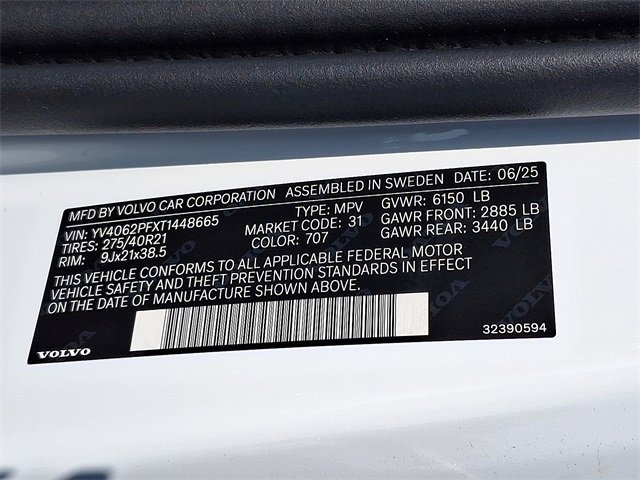 MFD BY VOLVO CAR CORPORATION ASSEMBLED IN SWEDEN DATE: 06/25
VIN: YV4062PFXT1448665 TYPE: MPV GVWR: 6150 LB
TIRES: 275/40R21 MARKET CODE: 31 GAWR FRONT: 2885 LB
RIM: 9Jx21x38.5 COLOR: 707 GAWR REAR: 3440 LB
THIS VEHICLE CONFORMS TO ALL APPLICABLE FEDERAL MOTOR
VEHICLE SAFETY AND THEFT PREVENTION STANDARDS IN EFFECT
ON THE DATE OF MANUFACTURE SHOWN ABOVE.
VOLVO 32390594